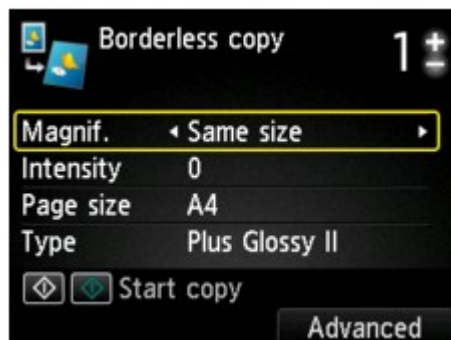 Borderless copy 1
Magnif. Same size
Intensity 0
Page size A4
Type Plus Glossy II
Start copy
Advanced